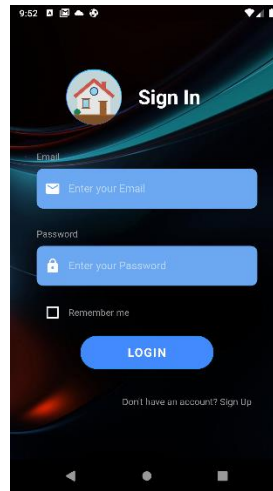 9:52
Sign In
Email
Enter your Email
Password
Enter your Password
Remember me
LOGIN
Don't have an account? Sign Up